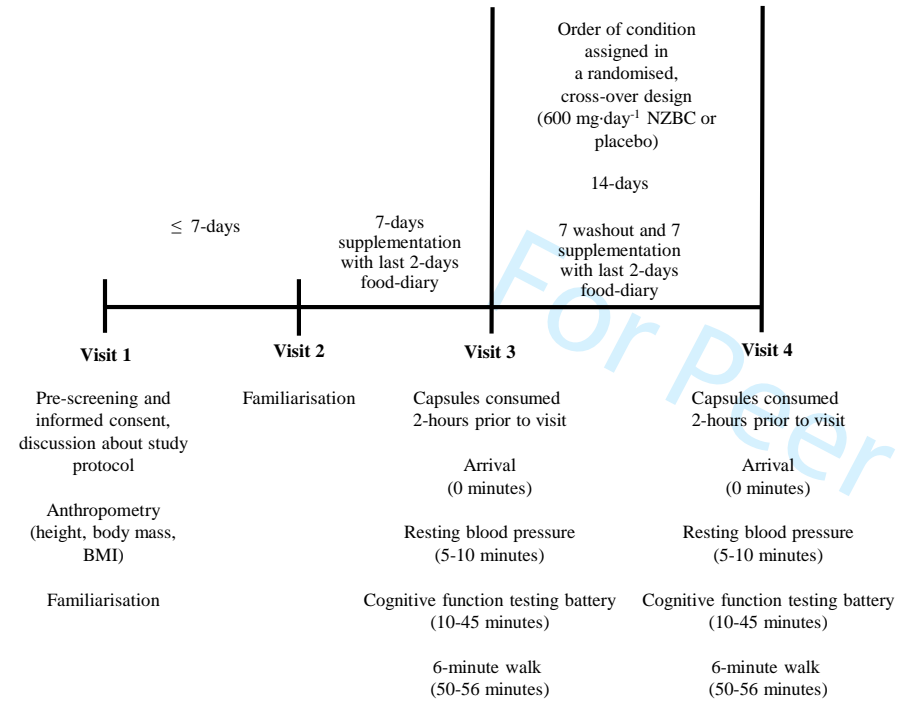 Order of condition
assigned in
a randomised,
cross-over design
(600 mg·day-1 NZBC or
placebo)
14-days
7 washout and 7
supplementation
with last 2-days
food-diary
≤ 7-days
7-days
supplementation
with last 2-days
food-diary
For Peer
Visit 1
Pre-screening and
informed consent,
discussion about study
protocol
Anthropometry
(height, body mass,
BMI)
Familiarisation
Visit 2
Familiarisation
Visit 3
Capsules consumed
2-hours prior to visit
Arrival
(0 minutes)
Resting blood pressure
(5-10 minutes)
Cognitive function testing battery
(10-45 minutes)
6-minute walk
(50-56 minutes)
Visit 4
Capsules consumed
2-hours prior to visit
Arrival
(0 minutes)
Resting blood pressure
(5-10 minutes)
Cognitive function testing battery
(10-45 minutes)
6-minute walk
(50-56 minutes)